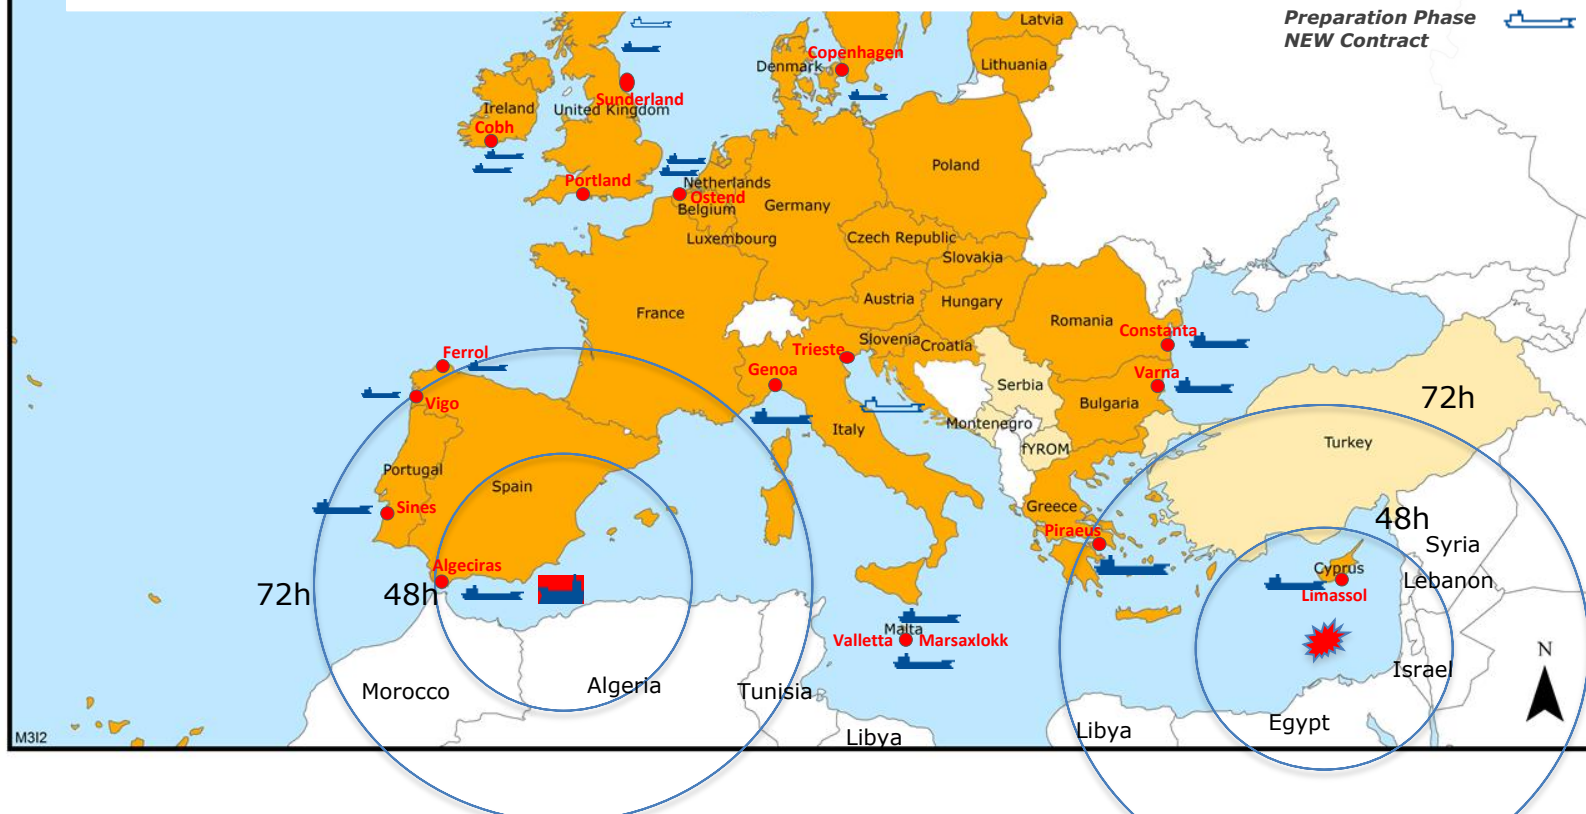 Preparation Phase
NEW Contract
Latvia
Copenhagen
Denmark
Lithuania
Sunderland
Ireland
United Kingdom
Cobh
Poland
Portland
Netherlands
Ostend
Germany
Belgium
Luxembourg
Czech Republic
Slovakia
Austria
Hungary
France
Romania
Constanta
Slovenia
Croatia
Trieste
Ferrol
Genoa
Varna
Serbia
Vigo
72h
Bulgaria
Montenegro
Italy
Turkey
fYROM
Portugal
Spain
Sines
Greece
48h
Piraeus
Syria
Algeciras
Cyprus
Lebanon
72h
48h
Limassol
Malta
Valletta
Marsaxlokk
N
Israel
Morocco
Algeria
Tunisia
Egypt
Libya
Libya
M3I2